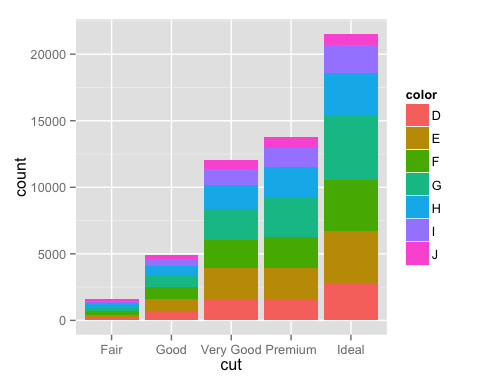 20000
15000
10000
5000
0
count
Fair Good Very Good Premium Ideal
cut
color
D
E
F
G
H
I
J